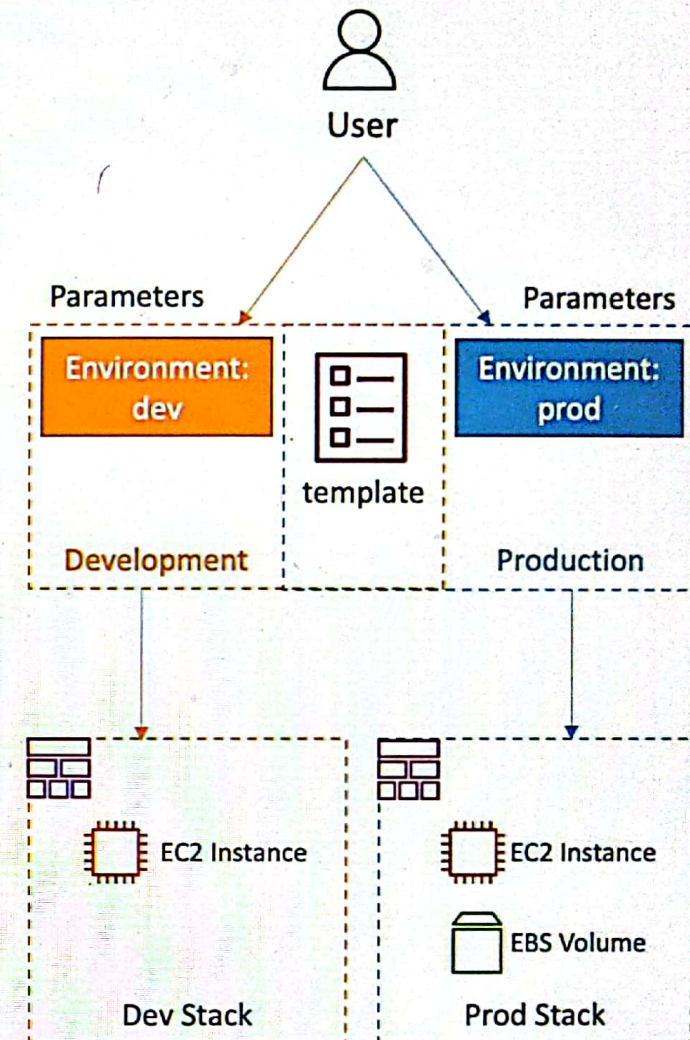 User
Parameters
Parameters
Environment:
dev
Environment:
prod
template
Development
Production
EC2 Instance
EC2 Instance
EBS Volume
Dev Stack
Prod Stack